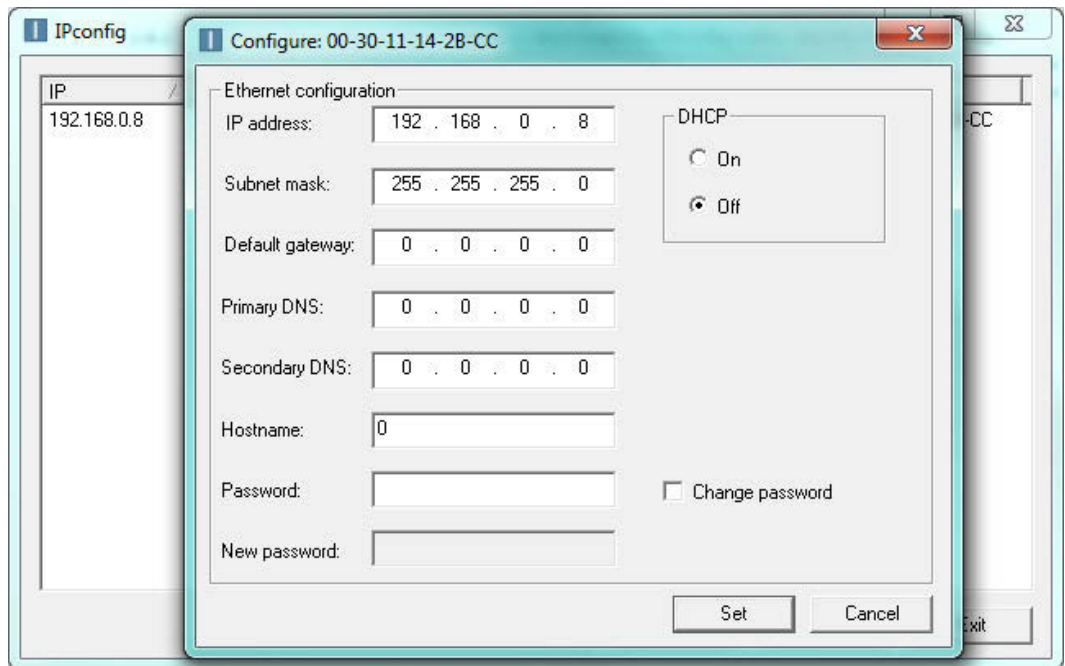 IPconfig
Configure: 00-30-11-14-2B-CC
IP
192.168.0.8
-CC
Ethernet configuration
IP address: 192 . 168 . 0 . 8
DHCP
On
Off
Subnet mask: 255 . 255 . 255 . 0
Default gateway: 0 . 0 . 0 . 0
Primary DNS: 0 . 0 . 0 . 0
Secondary DNS: 0 . 0 . 0 . 0
Hostname: 0
Password:
Change password
New password:
Set
Cancel
Exit